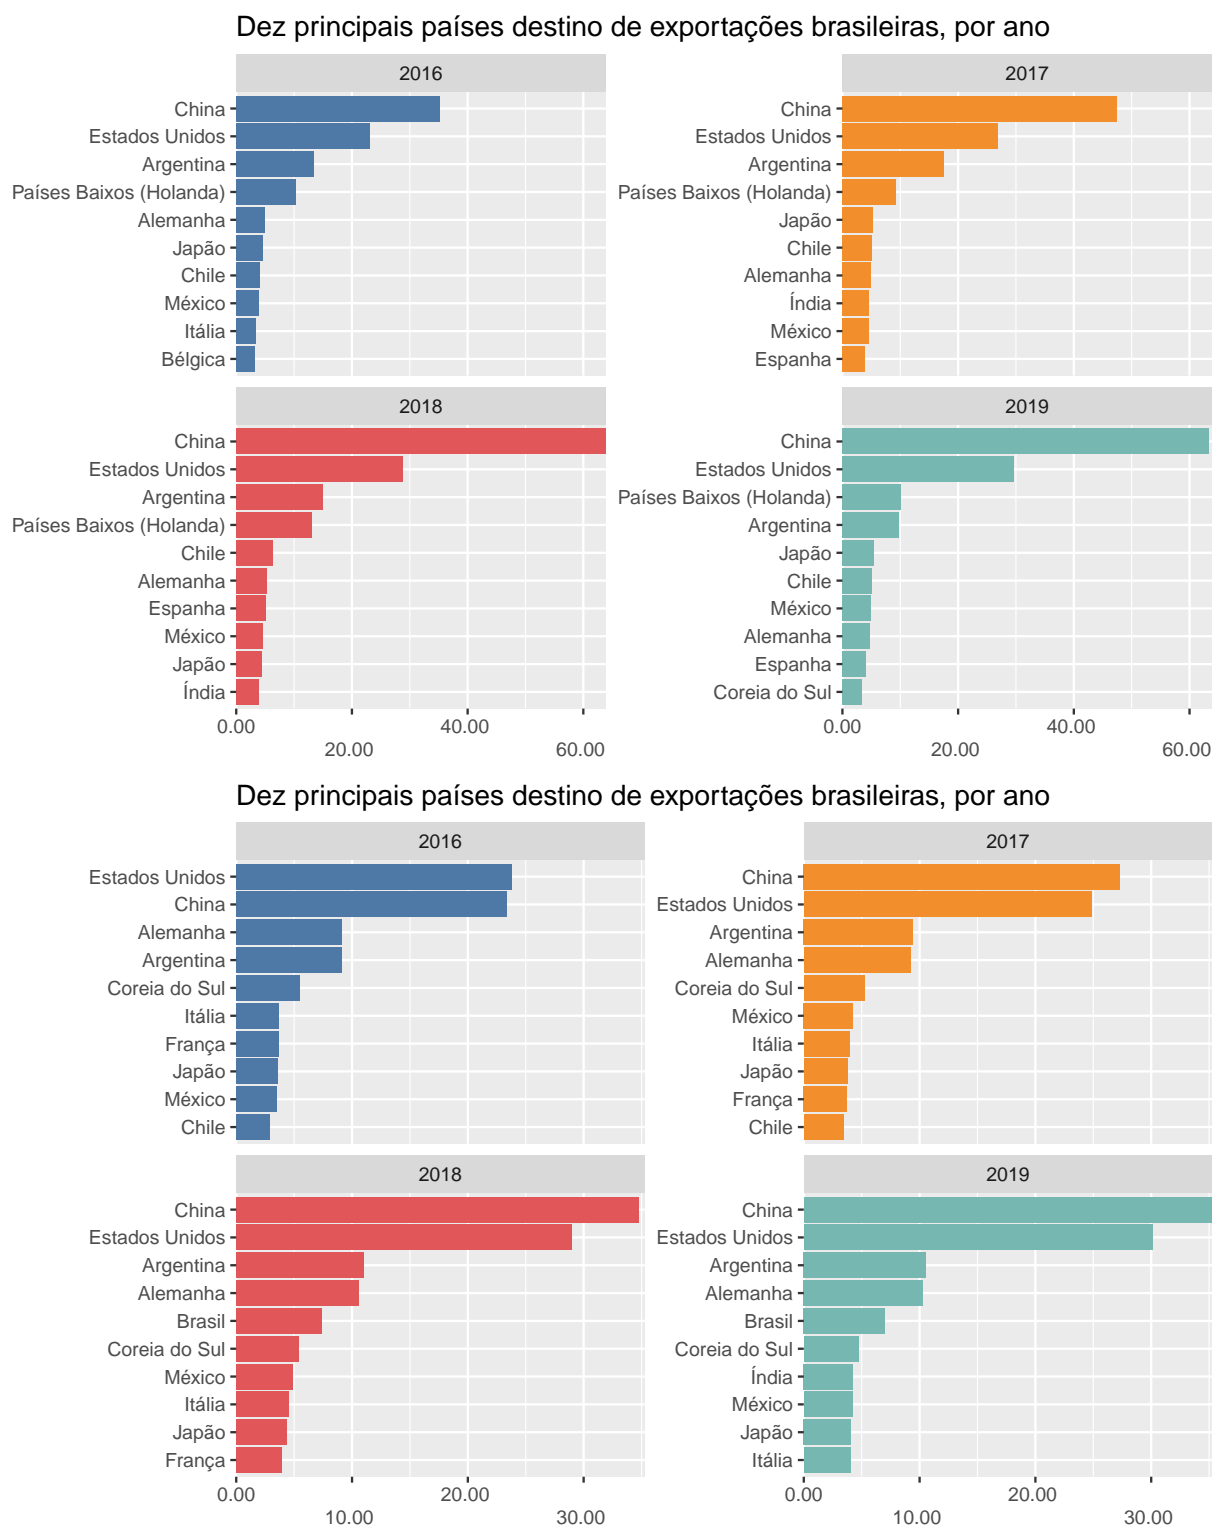 Dez principais países destino de exportações brasileiras, por ano
2016
China
Estados Unidos
Argentina
Países Baixos (Holanda)
Alemanha
Japão
Chile
México
Itália
Bélgica
2017
China
Estados Unidos
Argentina
Países Baixos (Holanda)
Japão
Chile
Alemanha
Índia
México
Espanha
2018
China
Estados Unidos
Argentina
Países Baixos (Holanda)
Chile
Alemanha
Espanha
México
Japão
Índia
0.00
20.00
40.00
60.00
2019
China
Estados Unidos
Países Baixos (Holanda)
Argentina
Japão
Chile
México
Alemanha
Espanha
Coreia do Sul
0.00
20.00
40.00
60.00
Dez principais países destino de exportações brasileiras, por ano
2016
Estados Unidos
China
Alemanha
Argentina
Coreia do Sul
Itália
França
Japão
México
Chile
2017
China
Estados Unidos
Argentina
Alemanha
Coreia do Sul
México
Itália
Japão
França
Chile
2018
China
Estados Unidos
Argentina
Alemanha
Brasil
Coreia do Sul
México
Itália
Japão
França
0.00
10.00
20.00
30.00
2019
China
Estados Unidos
Argentina
Alemanha
Brasil
Coreia do Sul
Índia
México
Japão
Itália
0.00
10.00
20.00
30.00